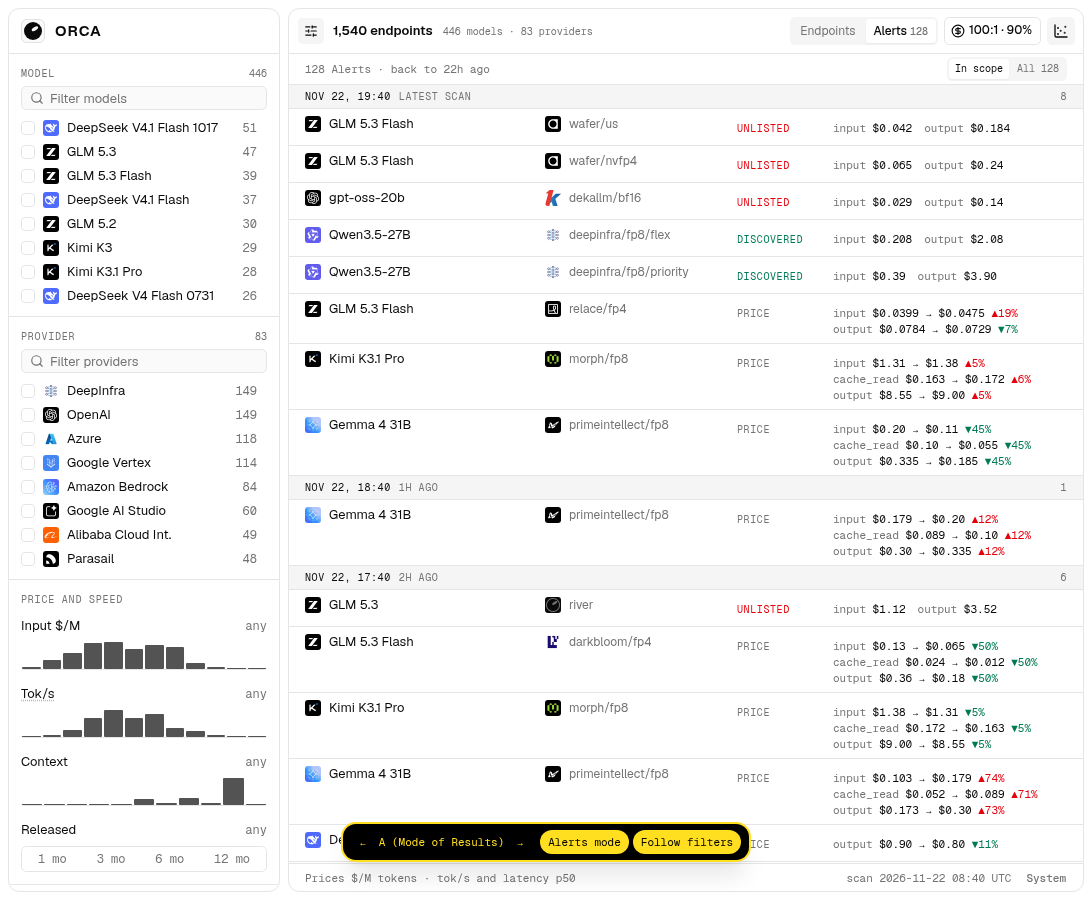 ORCA
MODEL 446
Filter models
DeepSeek V4.1 Flash 1017 51
GLM 5.3 47
GLM 5.3 Flash 39
DeepSeek V4.1 Flash 37
GLM 5.2 30
Kimi K3 29
Kimi K3.1 Pro 28
DeepSeek V4 Flash 0731 26
PROVIDER 83
Filter providers
DeepInfra 149
OpenAI 149
Azure 118
Google Vertex 114
Amazon Bedrock 84
Google AI Studio 60
Alibaba Cloud Int. 49
Parasail 48
PRICE AND SPEED
Input $/M any
Tok/s any
Context any
Released any
1 mo 3 mo 6 mo 12 mo
1,540 endpoints 446 models · 83 providers Endpoints Alerts 128 100:1 · 90%
128 Alerts · back to 22h ago In scope All 128
NOV 22, 19:40 LATEST SCAN 8
GLM 5.3 Flash wafer/us UNLISTED input $0.042 output $0.184
GLM 5.3 Flash wafer/nvfp4 UNLISTED input $0.065 output $0.24
gpt-oss-20b dekallm/bf16 UNLISTED input $0.029 output $0.14
Qwen3.5-27B deepinfra/fp8/flex DISCOVERED input $0.208 output $2.08
Qwen3.5-27B deepinfra/fp8/priority DISCOVERED input $0.39 output $3.90
GLM 5.3 Flash relace/fp4 PRICE input $0.0399 → $0.0475 ▲19%
output $0.0784 → $0.0729 ▼7%
Kimi K3.1 Pro morph/fp8 PRICE input $1.31 → $1.38 ▲5%
cache_read $0.163 → $0.172 ▲6%
output $8.55 → $9.00 ▲5%
Gemma 4 31B primeintellect/fp8 PRICE input $0.20 → $0.11 ▼45%
cache_read $0.10 → $0.055 ▼45%
output $0.335 → $0.185 ▼45%
NOV 22, 18:40 1H AGO 1
Gemma 4 31B primeintellect/fp8 PRICE input $0.179 → $0.20 ▲12%
cache_read $0.089 → $0.10 ▲12%
output $0.30 → $0.335 ▲12%
NOV 22, 17:40 2H AGO 6
GLM 5.3 river UNLISTED input $1.12 output $3.52
GLM 5.3 Flash darkbloom/fp4 PRICE input $0.13 → $0.065 ▼50%
cache_read $0.024 → $0.012 ▼50%
output $0.36 → $0.18 ▼50%
Kimi K3.1 Pro morph/fp8 PRICE input $1.38 → $1.31 ▼5%
cache_read $0.172 → $0.163 ▼5%
output $9.00 → $8.55 ▼5%
Gemma 4 31B primeintellect/fp8 PRICE input $0.103 → $0.179 ▲74%
cache_read $0.052 → $0.089 ▲71%
output $0.173 → $0.30 ▲73%
output $0.90 → $0.80 ▼11%
← A (Mode of Results) → Alerts mode Follow filters
Prices $/M tokens · tok/s and latency p50 scan 2026-11-22 08:40 UTC System